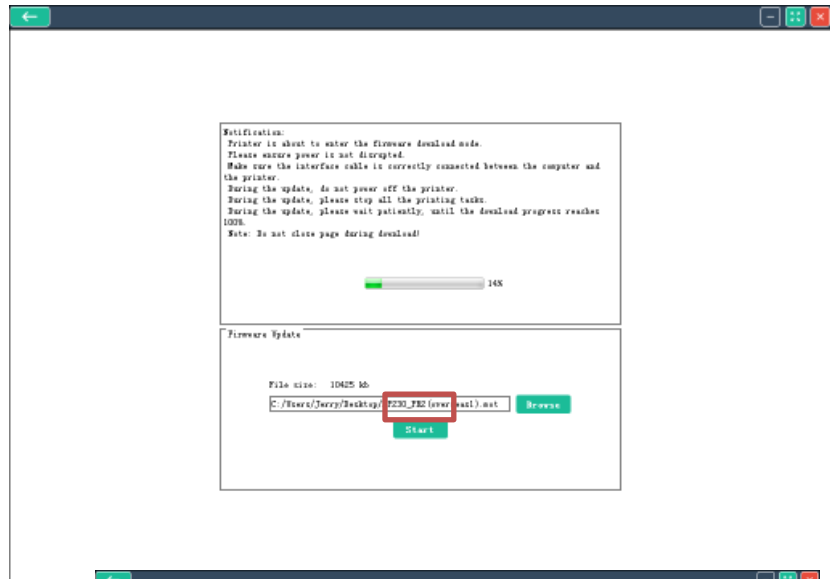 Notification:
Printer is about to enter the firmware download mode.
Please ensure power is not disrupted.
Make sure the interface cable is correctly connected between the computer and
the printer.
During the update, do not power off the printer.
During the update, please stop all the printing tasks.
During the update, please wait patiently, until the download progress reaches
100%.
Note: Do not close page during download!
14%
Firmware Update
File size: 10425 kb
C:/Users/Jerry/Desktop/
Browse
Start